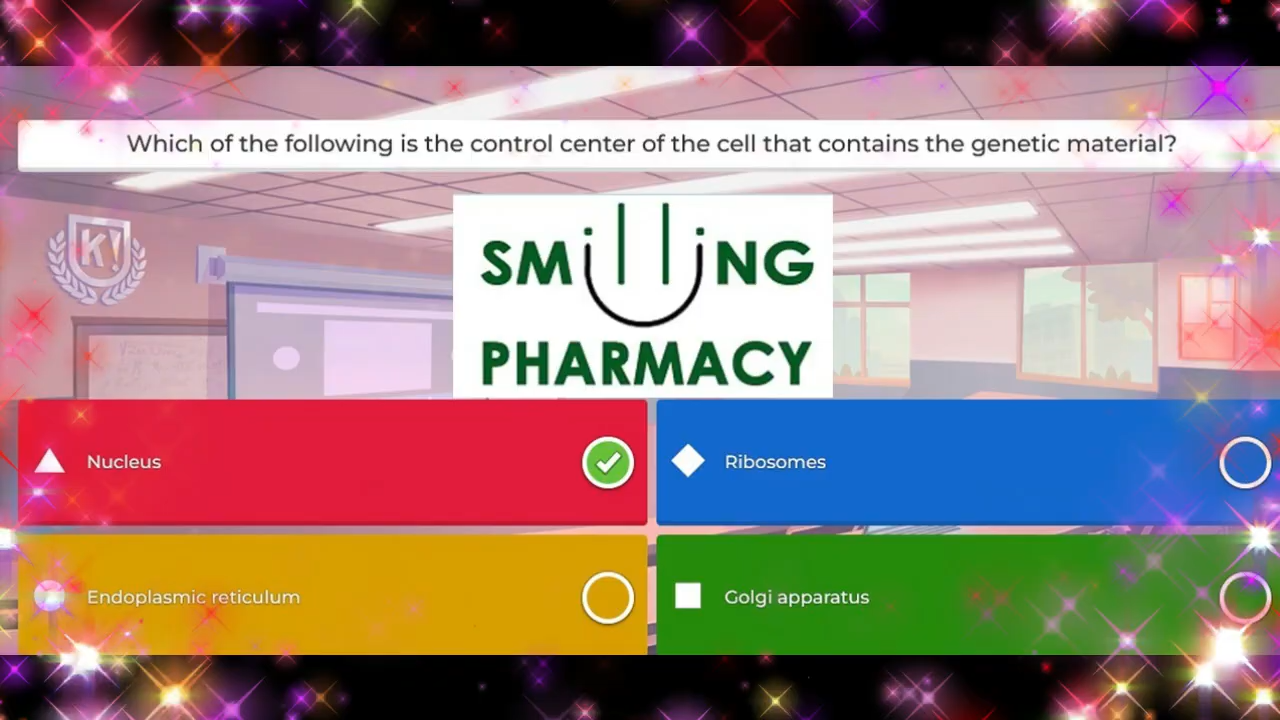 Which of the following is the control center of the cell that contains the genetic material?
K!
SMiLLiNG
PHARMACY
Nucleus
Ribosomes
Endoplasmic reticulum
Golgi apparatus